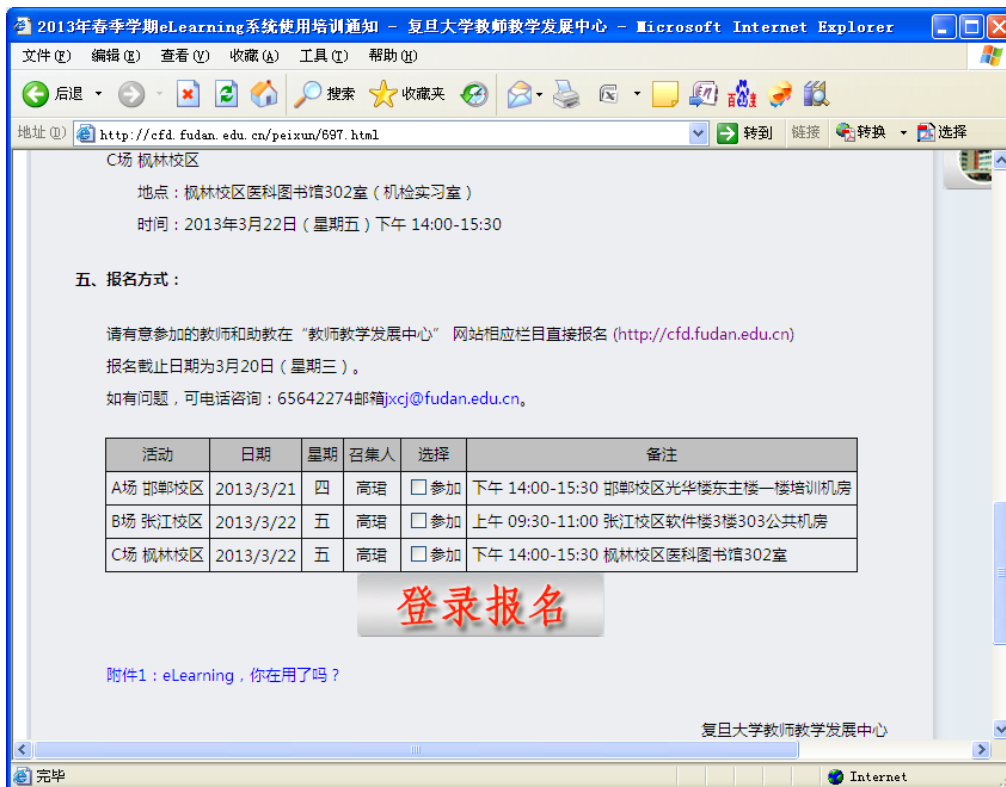 2013年春季学期eLearning系统使用培训通知 - 复旦大学教师教学发展中心 - Microsoft Internet Explorer
文件(F) 编辑(E) 查看(V) 收藏(A) 工具(T) 帮助(H)
后退 搜索 收藏夹
地址(D) http://cfd.fudan.edu.cn/peixun/697.html 转到 链接 转换 选择
C场 枫林校区
地点：枫林校区医科图书馆302室（机检实习室）
时间：2013年3月22日（星期五）下午 14:00-15:30
五、报名方式：
请有意参加的教师和助教在“教师教学发展中心” 网站相应栏目直接报名 (http://cfd.fudan.edu.cn)
报名截止日期为3月20日（星期三）。
如有问题，可电话咨询：65642274邮箱jxcj@fudan.edu.cn。
活动 日期 星期 召集人 选择 备注
A场 邯郸校区 2013/3/21 四 高珺 参加 下午 14:00-15:30 邯郸校区光华楼东主楼一楼培训机房
B场 张江校区 2013/3/22 五 高珺 参加 上午 09:30-11:00 张江校区软件楼3楼303公共机房
C场 枫林校区 2013/3/22 五 高珺 参加 下午 14:00-15:30 枫林校区医科图书馆302室
登录报名
附件1：eLearning，你在用了吗？
复旦大学教师教学发展中心
完毕 Internet